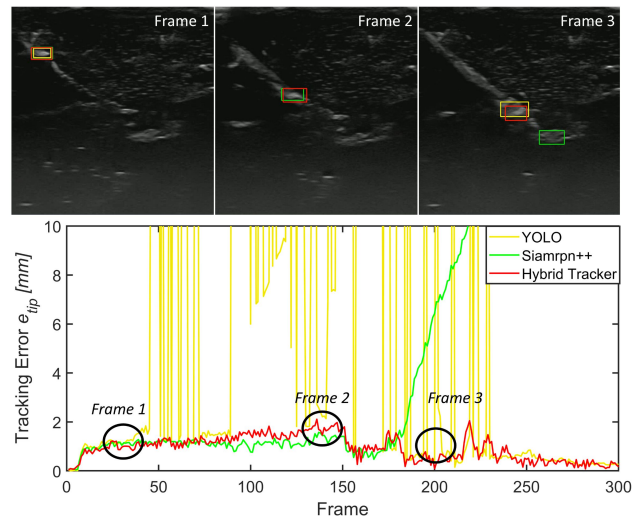 Frame 1
Frame 2
Frame 3
10
8
6
4
2
0
Tracking Error e_tip [mm]
YOLO
Siamrpn++
Hybrid Tracker
Frame 1
Frame 2
Frame 3
0
50
100
150
200
250
300
Frame